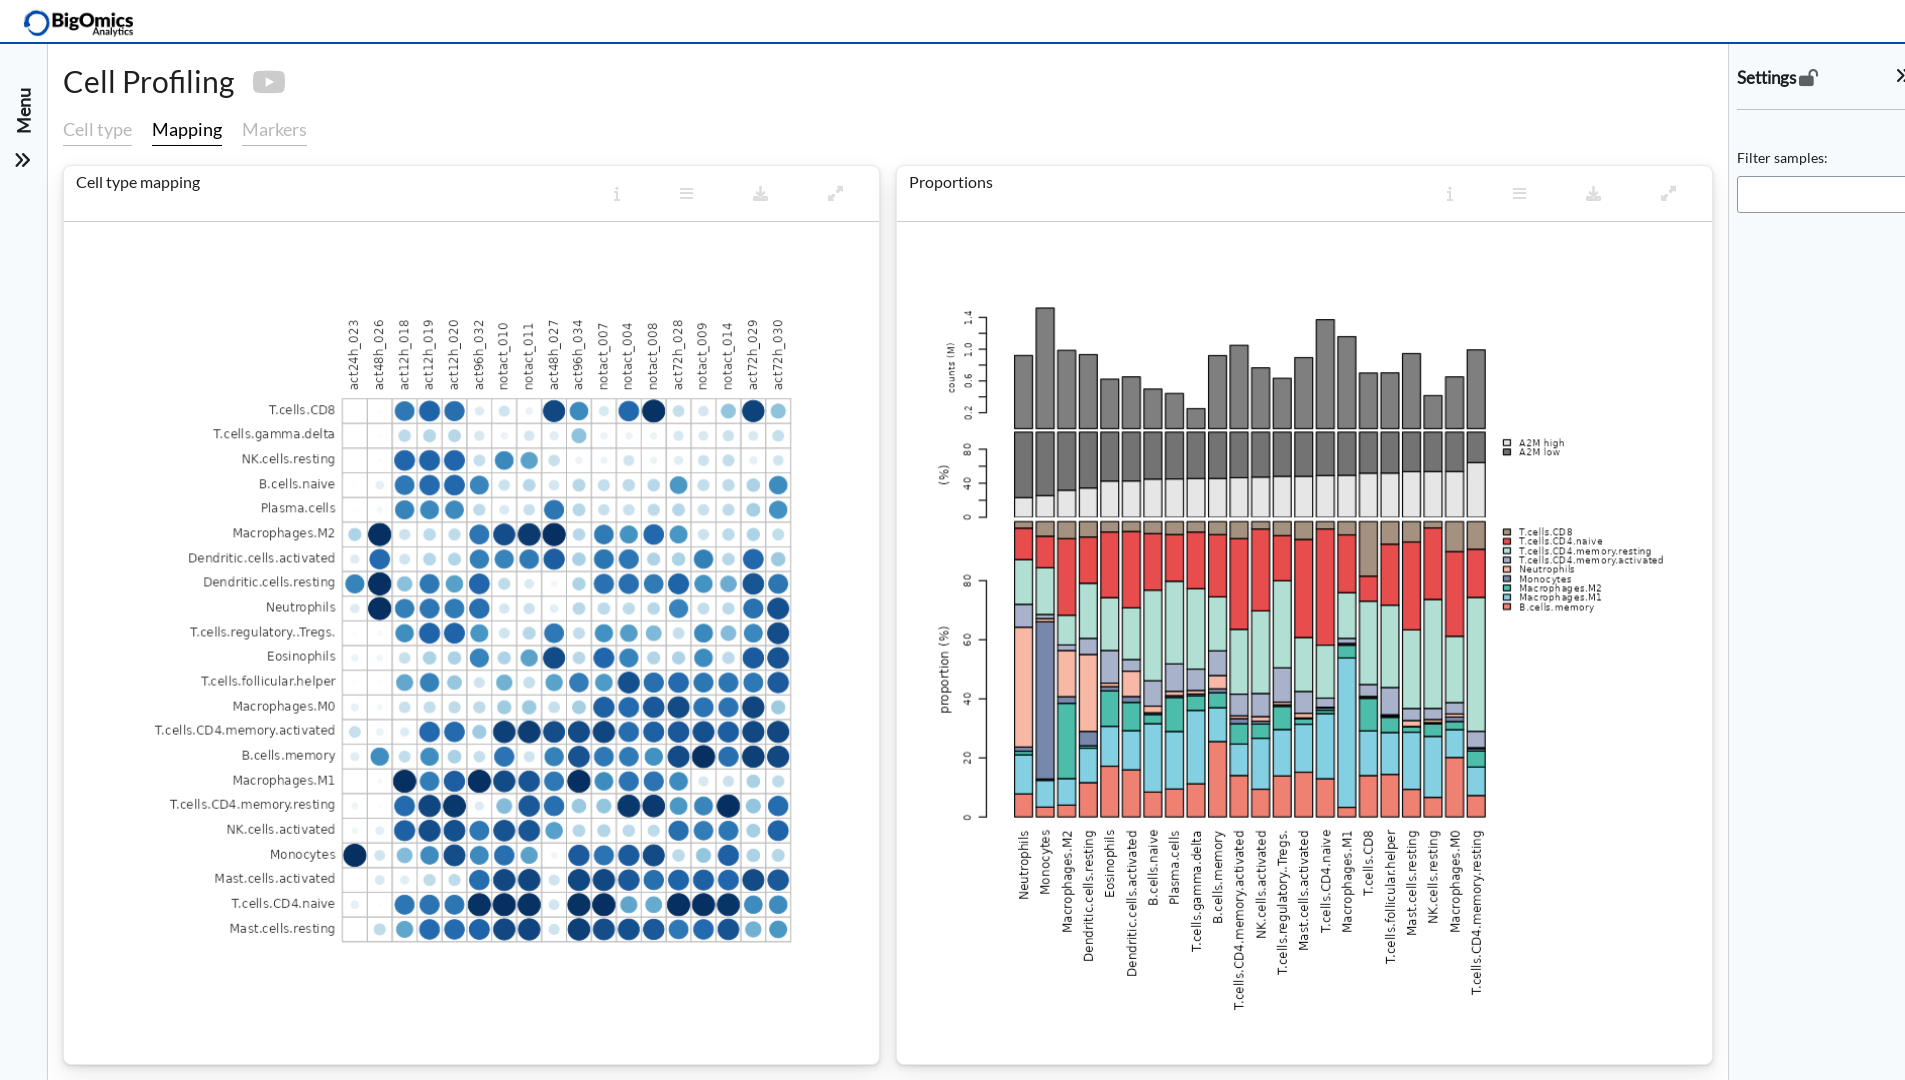 BigOmics
Analytics
Menu
Cell Profiling
Cell type Mapping Markers
Settings
Filter samples:
Cell type mapping
act24h_023
act48h_026
act12h_018
act12h_019
act12h_020
act96h_032
notact_010
notact_011
act48h_027
act96h_034
notact_007
notact_004
notact_008
act72h_028
notact_009
notact_014
act72h_029
act72h_030
T.cells.CD8
T.cells.gamma.delta
NK.cells.resting
B.cells.naive
Plasma.cells
Macrophages.M2
Dendritic.cells.activated
Dendritic.cells.resting
Neutrophils
T.cells.regulatory..Tregs.
Eosinophils
T.cells.follicular.helper
Macrophages.M0
T.cells.CD4.memory.activated
B.cells.memory
Macrophages.M1
T.cells.CD4.memory.resting
NK.cells.activated
Monocytes
Mast.cells.activated
T.cells.CD4.naive
Mast.cells.resting
Proportions
counts (M)
1.4
1.0
0.6
0.2
(%)
80
40
0
A2M high
A2M low
proportion (%)
80
60
40
20
0
T.cells.CD8
T.cells.CD4.naive
T.cells.CD4.memory.resting
T.cells.CD4.memory.activated
Neutrophils
Monocytes
Macrophages.M2
Macrophages.M1
B.cells.memory
Neutrophils
Monocytes
Macrophages.M2
Dendritic.cells.resting
Eosinophils
Dendritic.cells.activated
B.cells.naive
Plasma.cells
T.cells.gamma.delta
B.cells.memory
T.cells.CD4.memory.activated
NK.cells.activated
T.cells.regulatory..Tregs.
Mast.cells.activated
T.cells.CD4.naive
Macrophages.M1
T.cells.CD8
T.cells.follicular.helper
Mast.cells.resting
NK.cells.resting
Macrophages.M0
T.cells.CD4.memory.resting